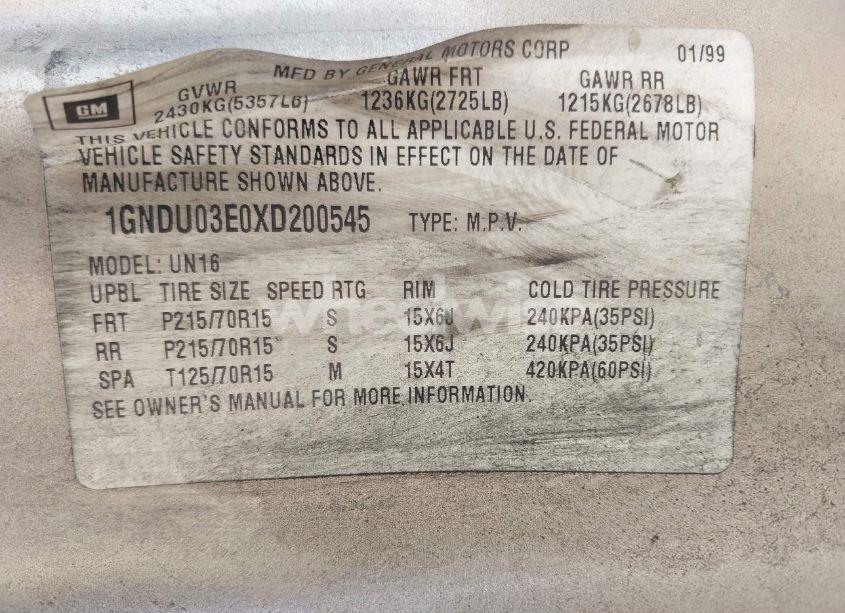 MFD BY GENERAL MOTORS CORP 01/99
GM
GVWR GAWR FRT GAWR RR
2430KG(5357LB) 1236KG(2725LB) 1215KG(2678LB)
THIS VEHICLE CONFORMS TO ALL APPLICABLE U.S. FEDERAL MOTOR
VEHICLE SAFETY STANDARDS IN EFFECT ON THE DATE OF
MANUFACTURE SHOWN ABOVE.
1GNDU03E0XD200545 TYPE: M.P.V.
MODEL: UN16
UPBL TIRE SIZE SPEED RTG RIM COLD TIRE PRESSURE
FRT P215/70R15 S 15X6J 240KPA(35PSI)
RR P215/70R15 S 15X6J 240KPA(35PSI)
SPA T125/70R15 M 15X4T 420KPA(60PSI)
SEE OWNER'S MANUAL FOR MORE INFORMATION.